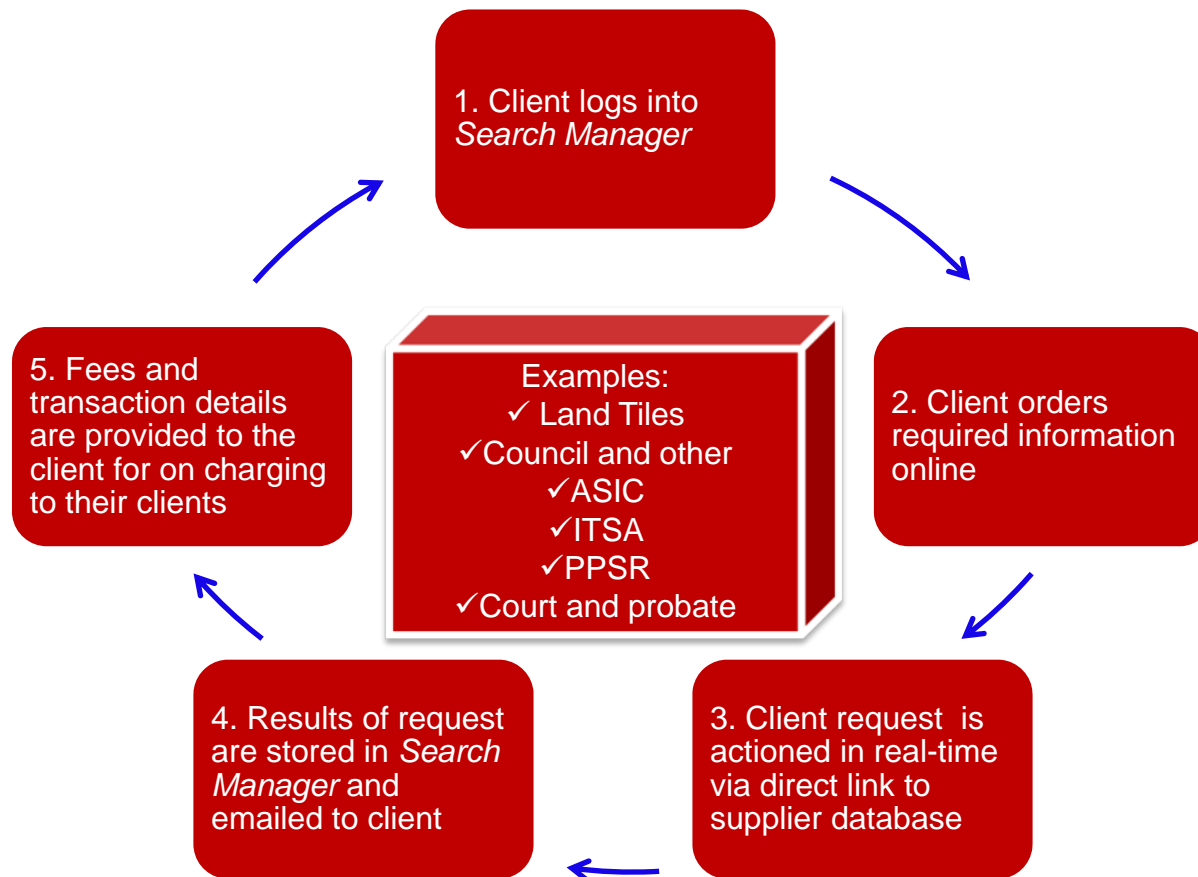 1. Client logs into
Search Manager
2. Client orders
required information
online
3. Client request  is
actioned in real-time
via direct link to
supplier database
4. Results of request
are stored in Search
Manager and
emailed to client
5. Fees and
transaction details
are provided to the
client for on charging
to their clients
Examples:
✓ Land Tiles
✓Council and other
✓ASIC
✓ITSA
✓PPSR
✓Court and probate